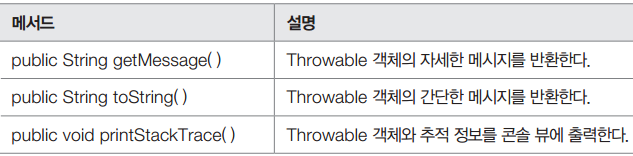 메서드 설명
public String getMessage( ) Throwable 객체의 자세한 메시지를 반환한다.
public String toString( ) Throwable 객체의 간단한 메시지를 반환한다.
public void printStackTrace( ) Throwable 객체와 추적 정보를 콘솔 뷰에 출력한다.